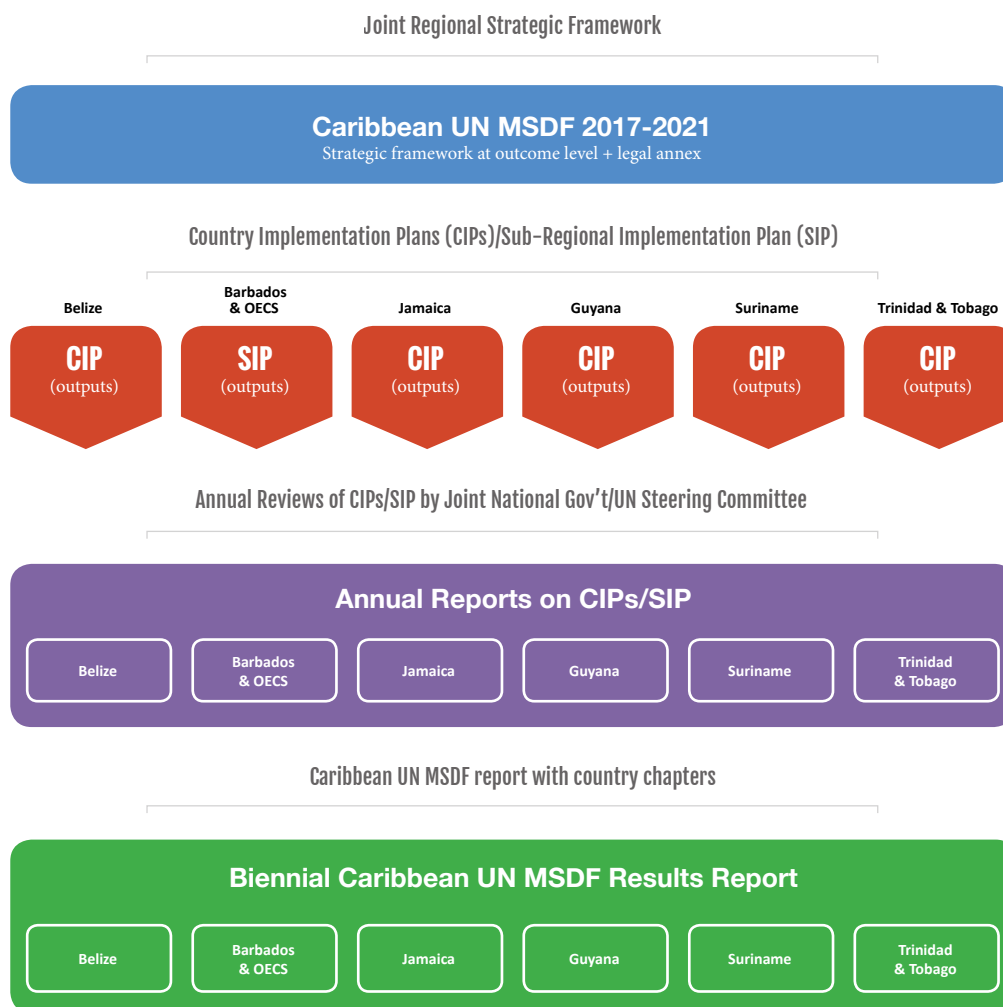 Joint Regional Strategic Framework
Caribbean UN MSDF 2017-2021
Strategic framework at outcome level + legal annex
Country Implementation Plans (CIPs)/Sub-Regional Implementation Plan (SIP)
Belize
Barbados
& OECS
Jamaica
Guyana
Suriname
Trinidad & Tobago
CIP
(outputs)
SIP
(outputs)
CIP
(outputs)
CIP
(outputs)
CIP
(outputs)
CIP
(outputs)
Annual Reviews of CIPs/SIP by Joint National Gov't/UN Steering Committee
Annual Reports on CIPs/SIP
Belize
Barbados
& OECS
Jamaica
Guyana
Suriname
Trinidad
& Tobago
Caribbean UN MSDF report with country chapters
Biennial Caribbean UN MSDF Results Report
Belize
Barbados
& OECS
Jamaica
Guyana
Suriname
Trinidad
& Tobago